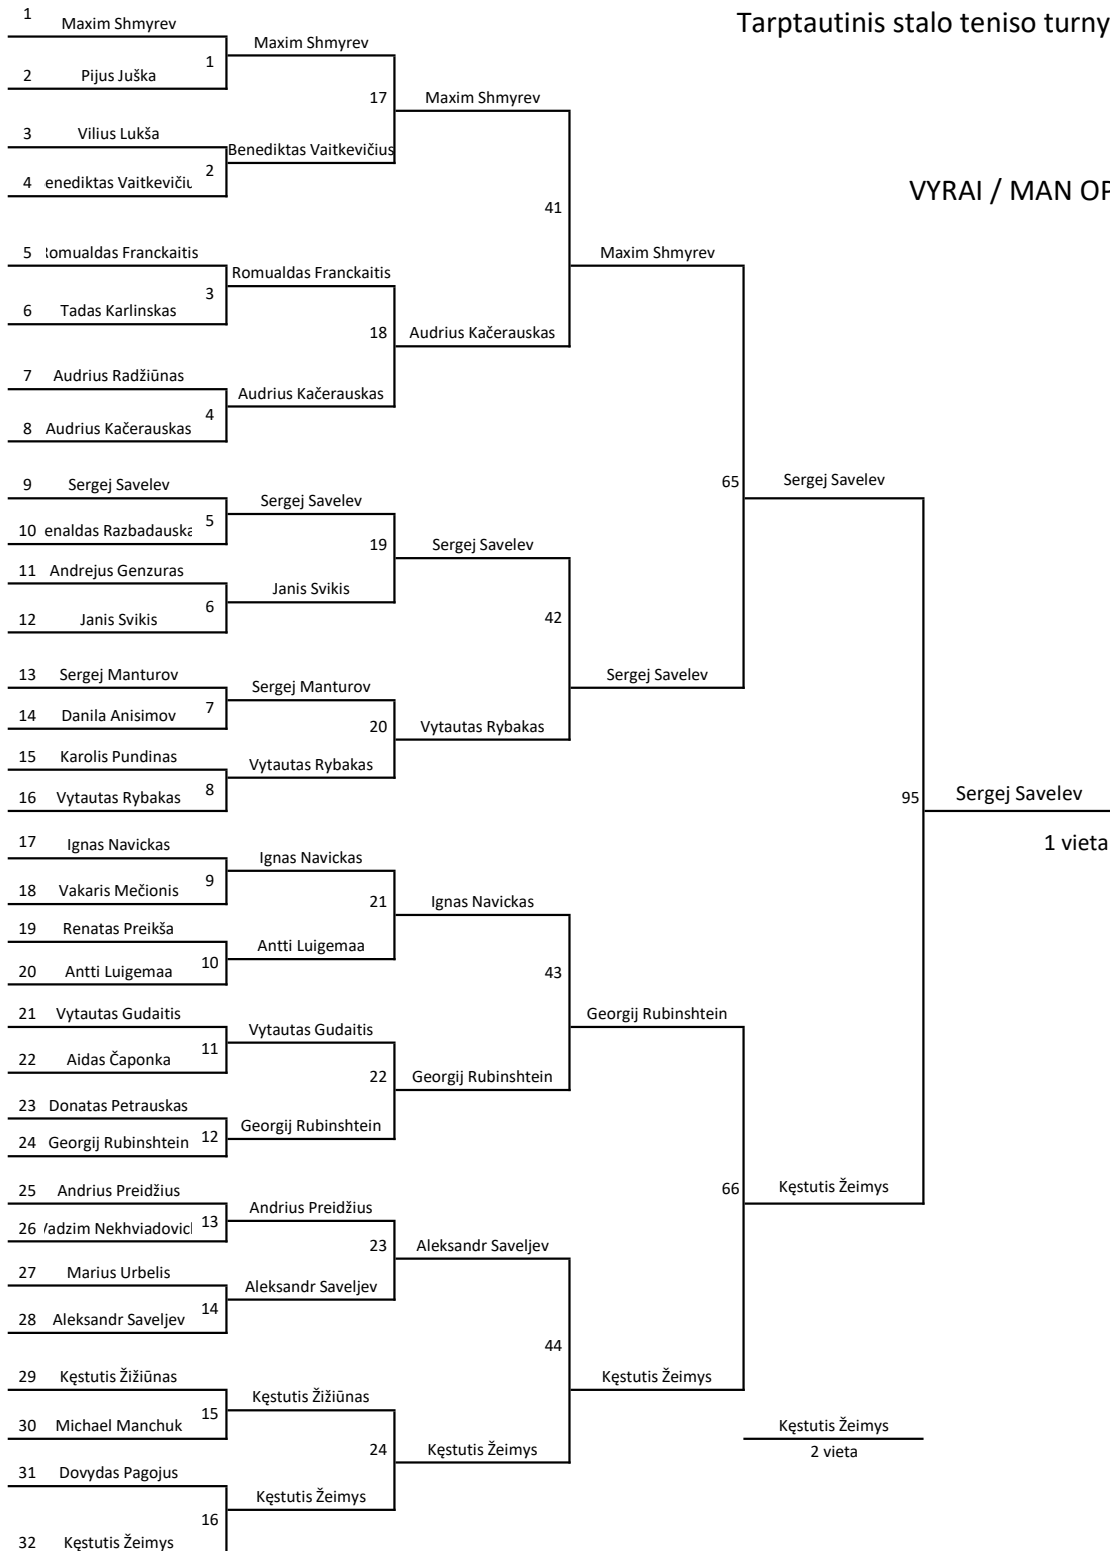 Tarptautinis stalo teniso turny
VYRAI / MAN OP
1 Maxim Shmyrev
1
2 Pijus Juška
3 Vilius Lukša
2
4 enediktas Vaitkevičiu
5 Romualdas Franckaitis
3
6 Tadas Karlinskas
7 Audrius Radžiūnas
4
8 Audrius Kačerauskas
9 Sergej Savelev
5
10 enaldas Razbadauska
11 Andrejus Genzuras
6
12 Janis Svikis
13 Sergej Manturov
7
14 Danila Anisimov
15 Karolis Pundinas
8
16 Vytautas Rybakas
17 Ignas Navickas
9
18 Vakaris Mečionis
19 Renatas Preikša
10
20 Antti Luigemaa
21 Vytautas Gudaitis
11
22 Aidas Čaponka
23 Donatas Petrauskas
12
24 Georgij Rubinshtein
25 Andrius Preidžius
13
26 Vadzim Nekhviadovicl
27 Marius Urbelis
14
28 Aleksandr Saveljev
29 Kęstutis Žižiūnas
15
30 Michael Manchuk
31 Dovydas Pagojus
16
32 Kęstutis Žeimys
Maxim Shmyrev
17
Benediktas Vaitkevičius
Romualdas Franckaitis
18
Audrius Kačerauskas
Sergej Savelev
19
Janis Svikis
Sergej Manturov
20
Vytautas Rybakas
Ignas Navickas
21
Antti Luigemaa
Vytautas Gudaitis
22
Georgij Rubinshtein
Andrius Preidžius
23
Aleksandr Saveljev
Kęstutis Žižiūnas
24
Kęstutis Žeimys
Maxim Shmyrev
41
Audrius Kačerauskas
Sergej Savelev
42
Vytautas Rybakas
Ignas Navickas
43
Georgij Rubinshtein
Aleksandr Saveljev
44
Kęstutis Žeimys
Maxim Shmyrev
65
Sergej Savelev
Georgij Rubinshtein
66
Kęstutis Žeimys
Sergej Savelev
95
Kęstutis Žeimys
Sergej Savelev
1 vieta
Kęstutis Žeimys
2 vieta